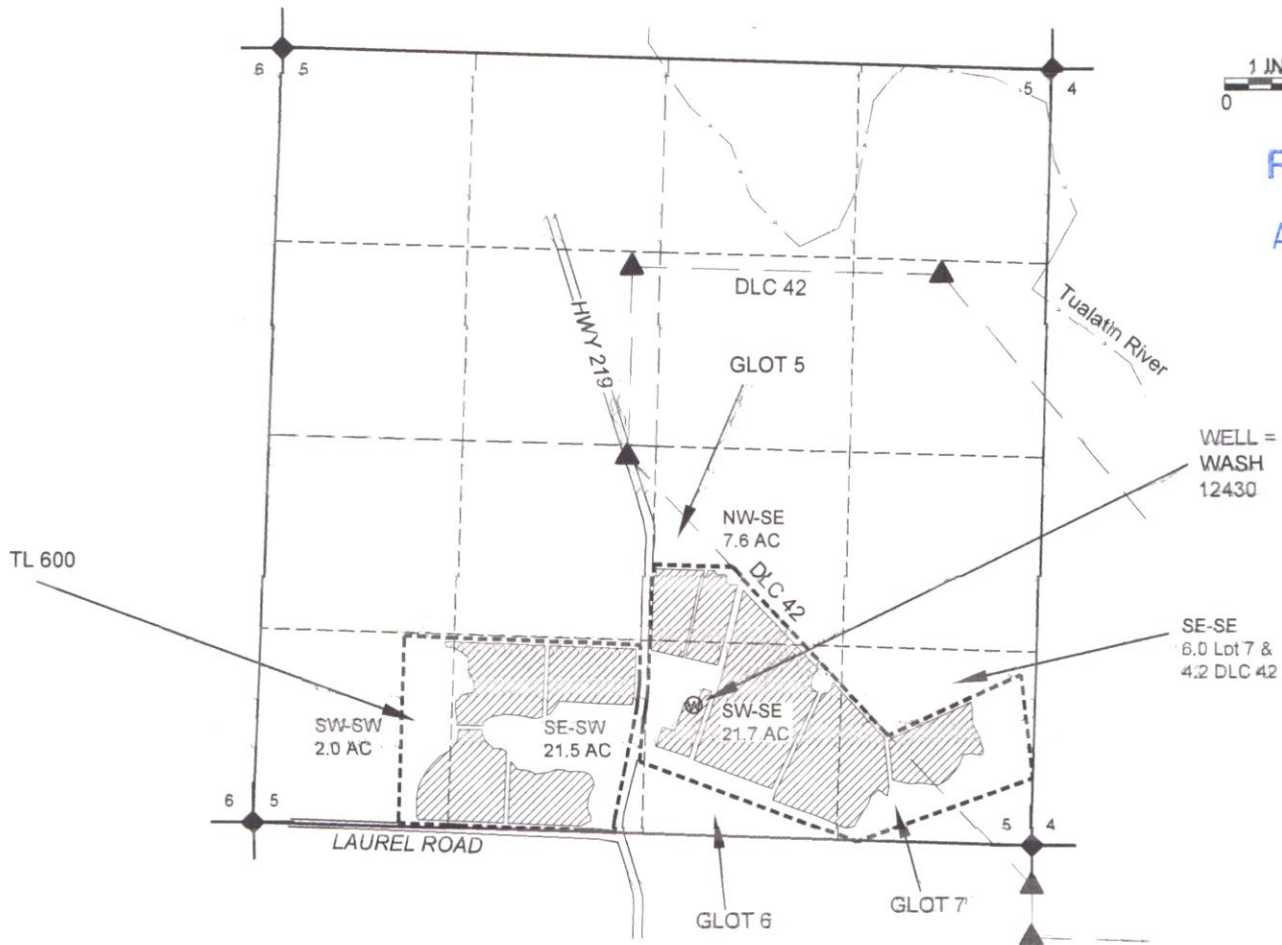 6 5
5 4
1 IN
0
R
A
DLC 42
Tualatin River
HWY 219
GLOT 5
WELL =
WASH
12430
NW-SE
7.6 AC
DLC 42
TL 600
SE-SE
6.0 Lot 7 &
4.2 DLC 42
W
SW-SW
2.0 AC
SE-SW
21.5 AC
SW-SE
21.7 AC
6 5
5 4
LAUREL ROAD
GLOT 6
GLOT 7